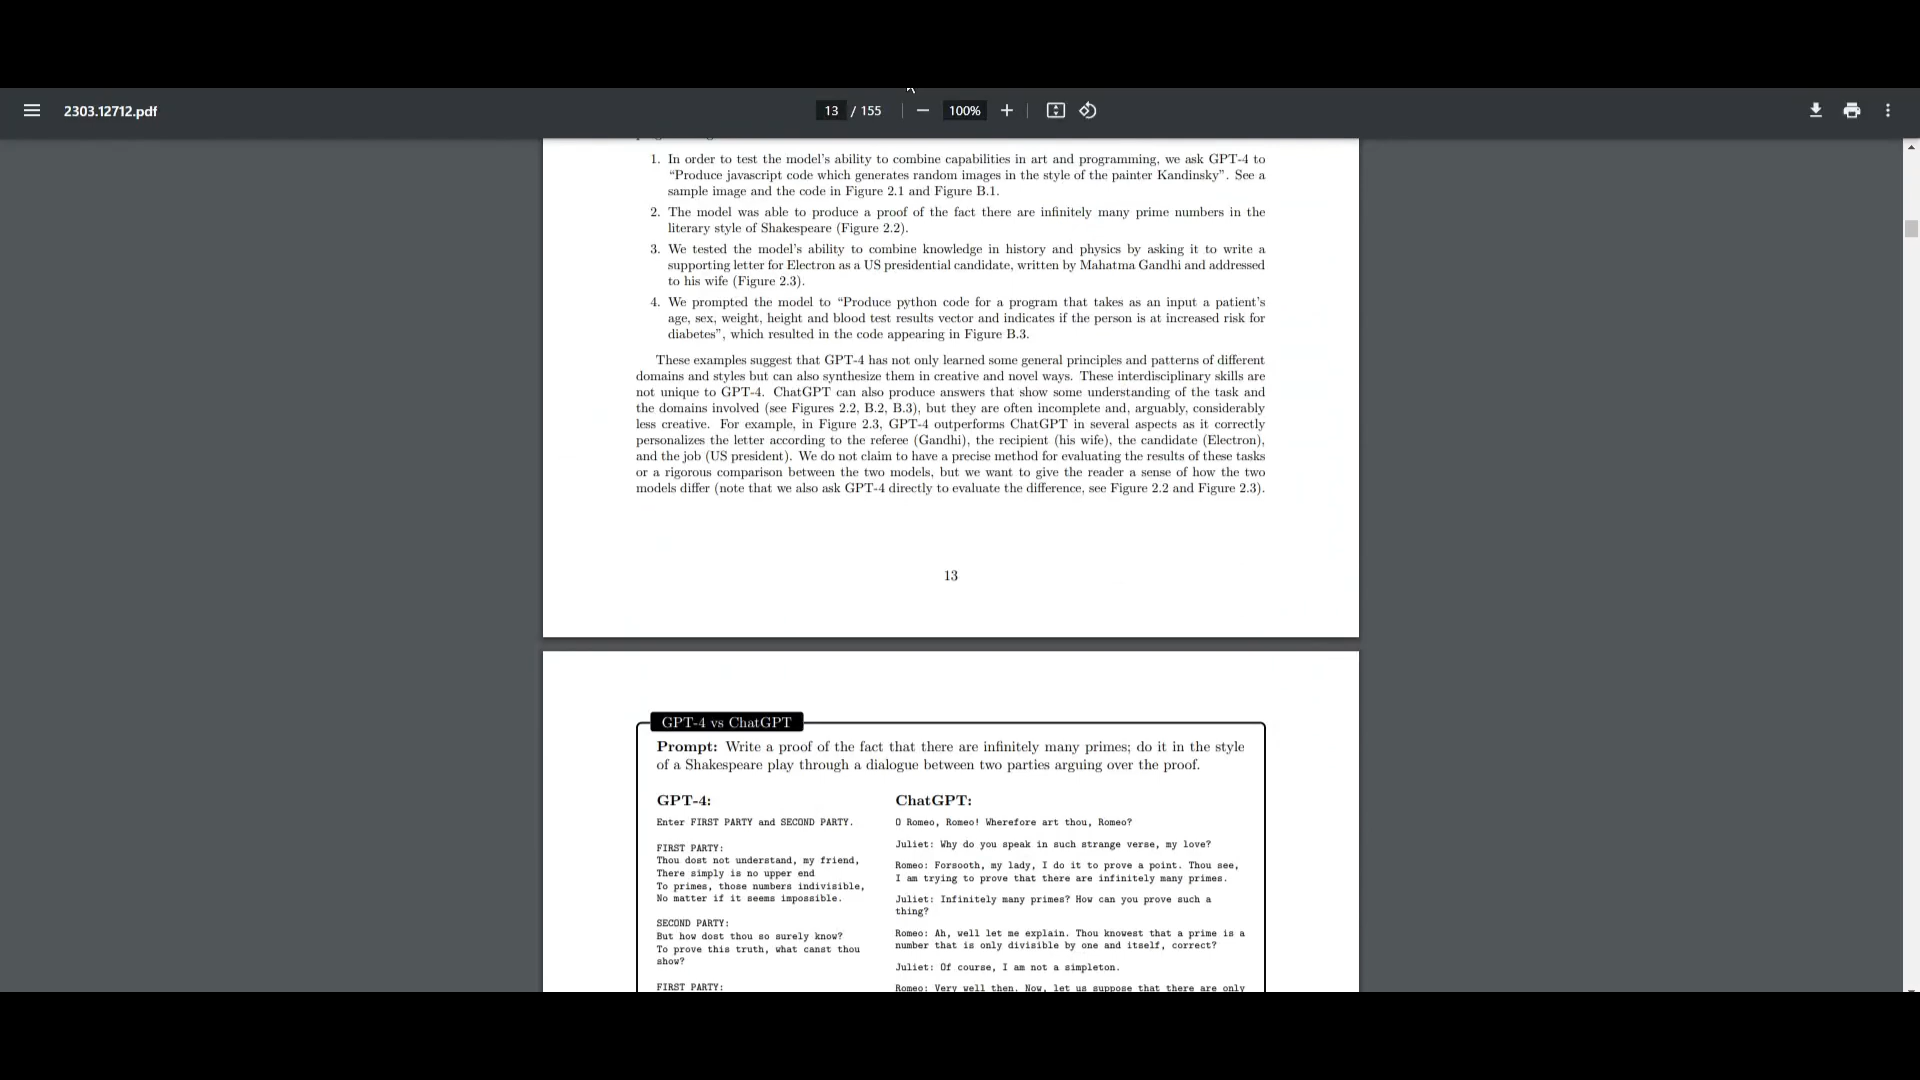 2303.12712.pdf
13 / 155
100%
1. In order to test the model's ability to combine capabilities in art and programming, we ask GPT-4 to
“Produce javascript code which generates random images in the style of the painter Kandinsky”. See a
sample image and the code in Figure 2.1 and Figure B.1.
2. The model was able to produce a proof of the fact there are infinitely many prime numbers in the
literary style of Shakespeare (Figure 2.2).
3. We tested the model's ability to combine knowledge in history and physics by asking it to write a
supporting letter for Electron as a US presidential candidate, written by Mahatma Gandhi and addressed
to his wife (Figure 2.3).
4. We prompted the model to “Produce python code for a program that takes as an input a patient's
age, sex, weight, height and blood test results vector and indicates if the person is at increased risk for
diabetes”, which resulted in the code appearing in Figure B.3.
These examples suggest that GPT-4 has not only learned some general principles and patterns of different
domains and styles but can also synthesize them in creative and novel ways. These interdisciplinary skills are
not unique to GPT-4. ChatGPT can also produce answers that show some understanding of the task and
the domains involved (see Figures 2.2, B.2, B.3), but they are often incomplete and, arguably, considerably
less creative. For example, in Figure 2.3, GPT-4 outperforms ChatGPT in several aspects as it correctly
personalizes the letter according to the referee (Gandhi), the recipient (his wife), the candidate (Electron),
and the job (US president). We do not claim to have a precise method for evaluating the results of these tasks
or a rigorous comparison between the two models, but we want to give the reader a sense of how the two
models differ (note that we also ask GPT-4 directly to evaluate the difference, see Figure 2.2 and Figure 2.3).
13
GPT-4 vs ChatGPT
Prompt: Write a proof of the fact that there are infinitely many primes; do it in the style
of a Shakespeare play through a dialogue between two parties arguing over the proof.
GPT-4:
Enter FIRST PARTY and SECOND PARTY.
FIRST PARTY:
Thou dost not understand, my friend,
There simply is no upper end
To primes, those numbers indivisible,
No matter if it seems impossible.
SECOND PARTY:
But how dost thou so surely know?
To prove this truth, what canst thou
show?
FIRST PARTY:
ChatGPT:
O Romeo, Romeo! Wherefore art thou, Romeo?
Juliet: Why do you speak in such strange verse, my love?
Romeo: Forsooth, my lady, I do it to prove a point. Thou see,
I am trying to prove that there are infinitely many primes.
Juliet: Infinitely many primes? How can you prove such a
thing?
Romeo: Ah, well let me explain. Thou knowest that a prime is a
number that is only divisible by one and itself, correct?
Juliet: Of course, I am not a simpleton.
Romeo: Very well then. Now, let us suppose that there are only